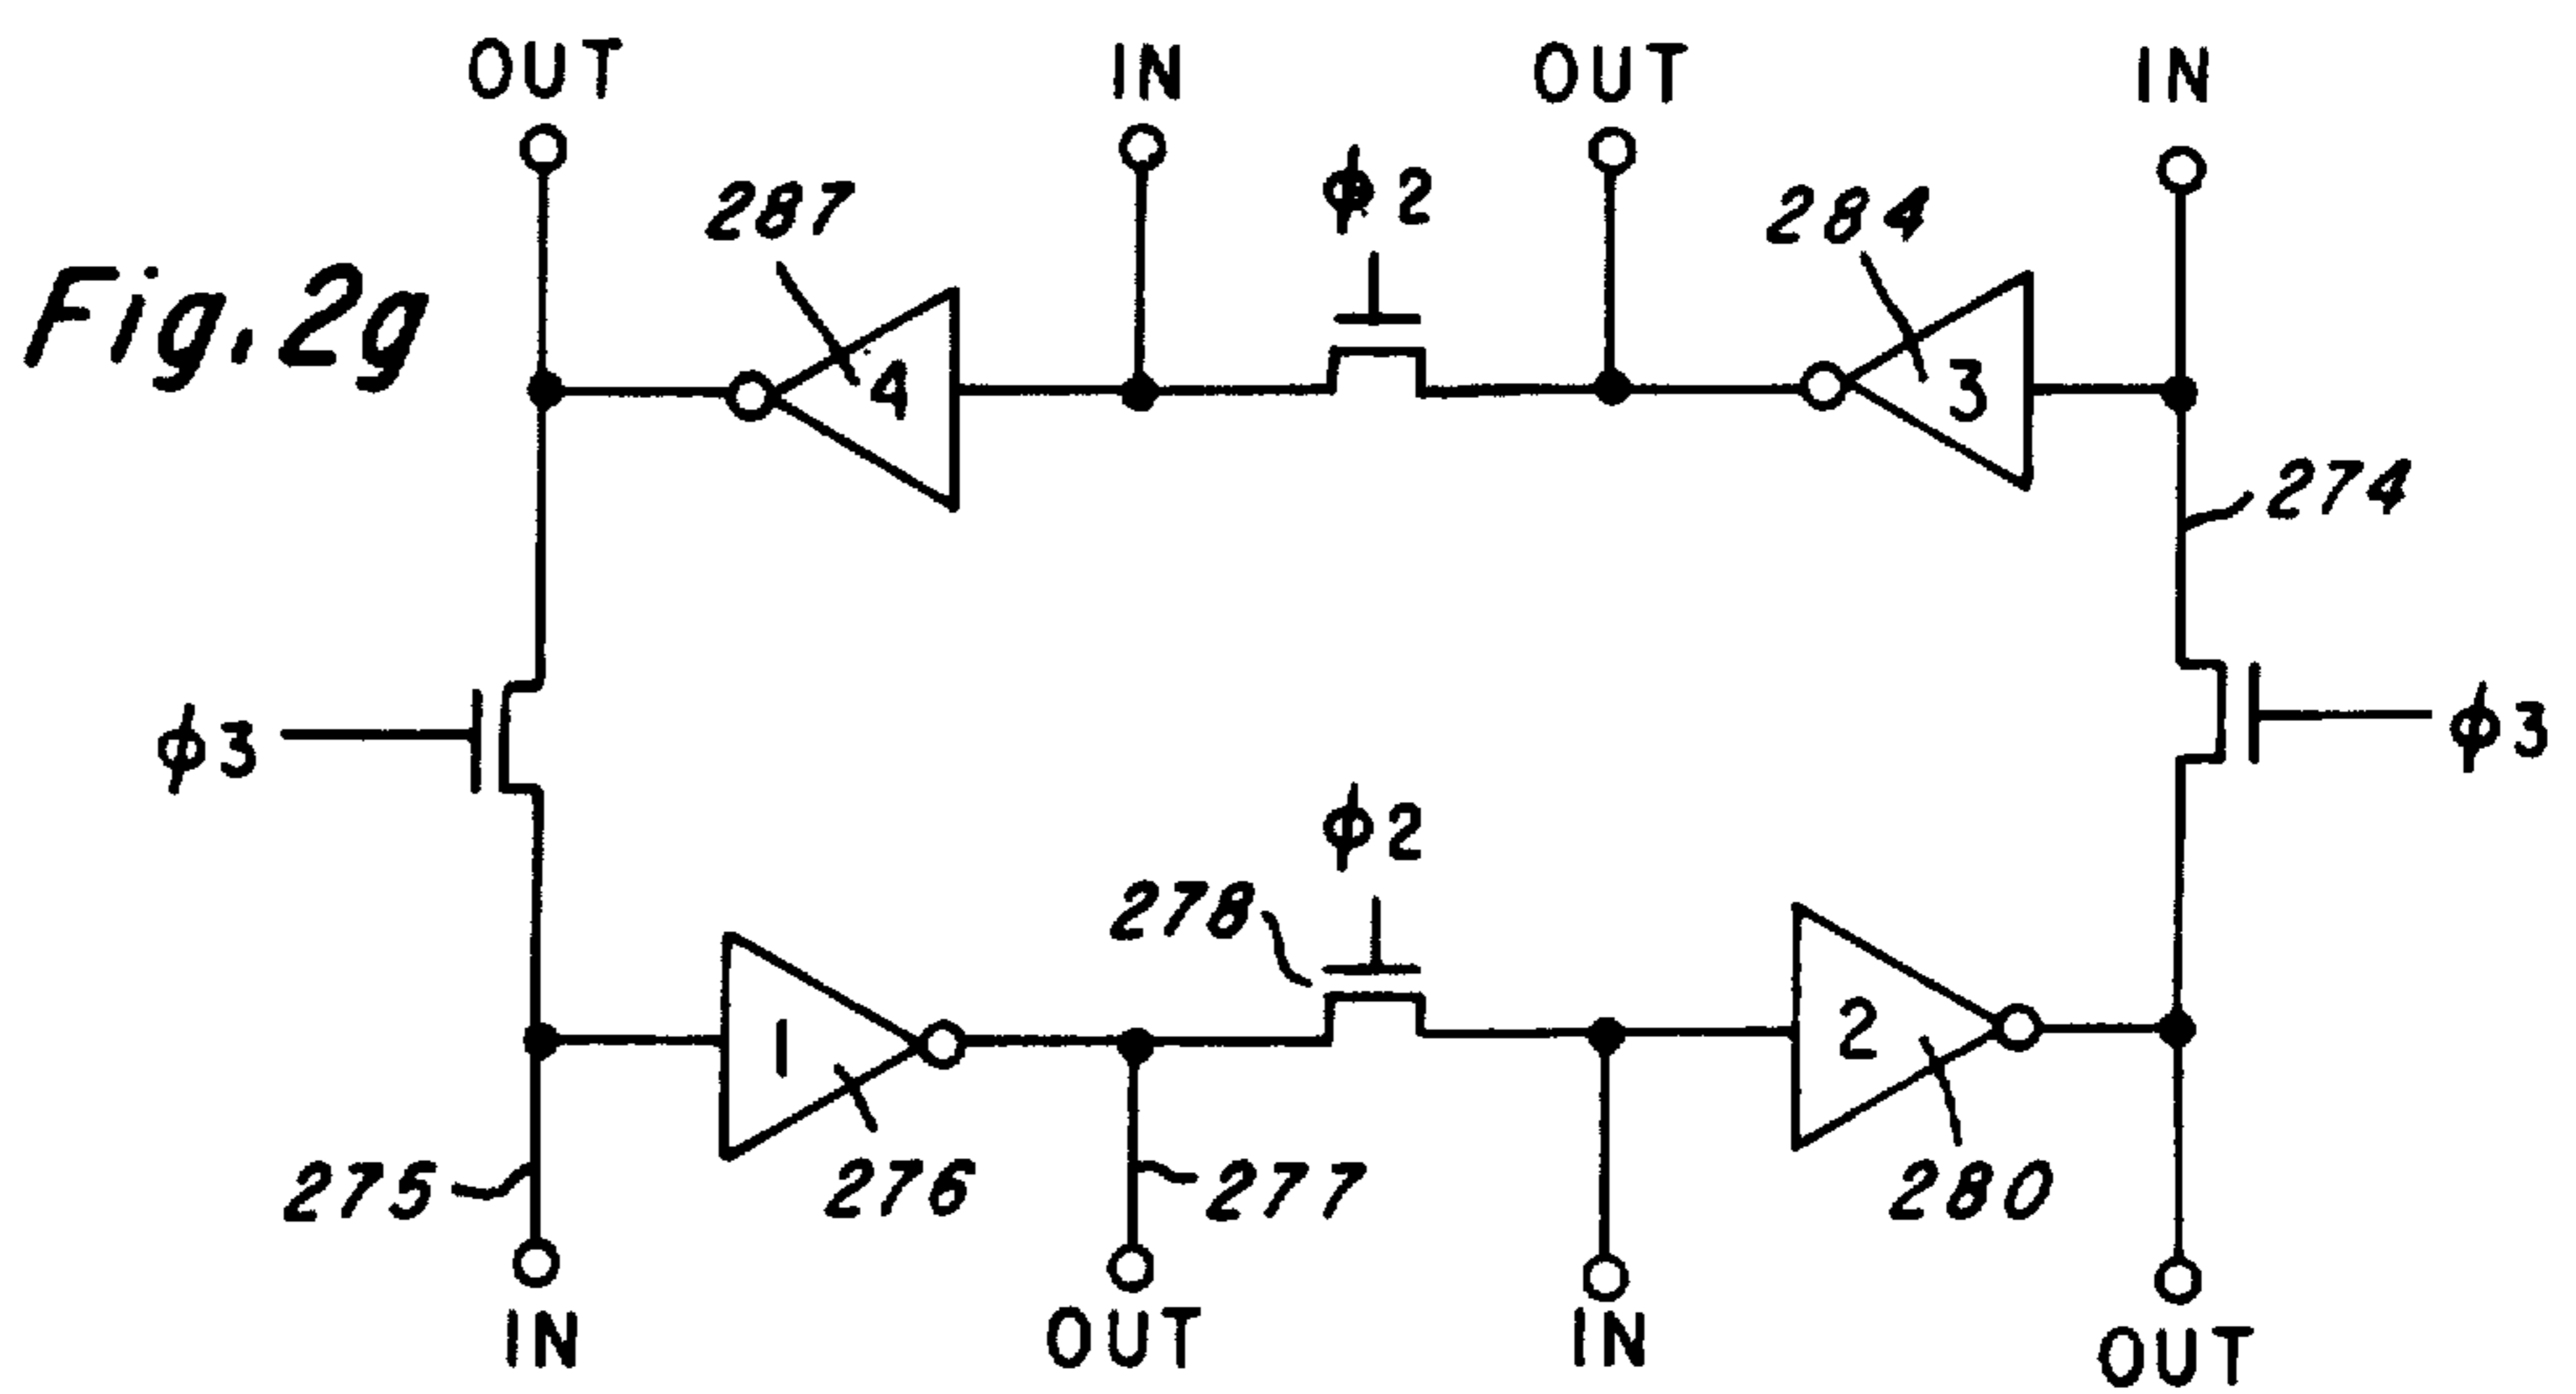 OUT IN OUT IN
ϕ2
287 284
Fig. 2g
4 3
274
ϕ3 ϕ3
ϕ2
278
1 2
275 276 277 280
IN OUT IN OUT